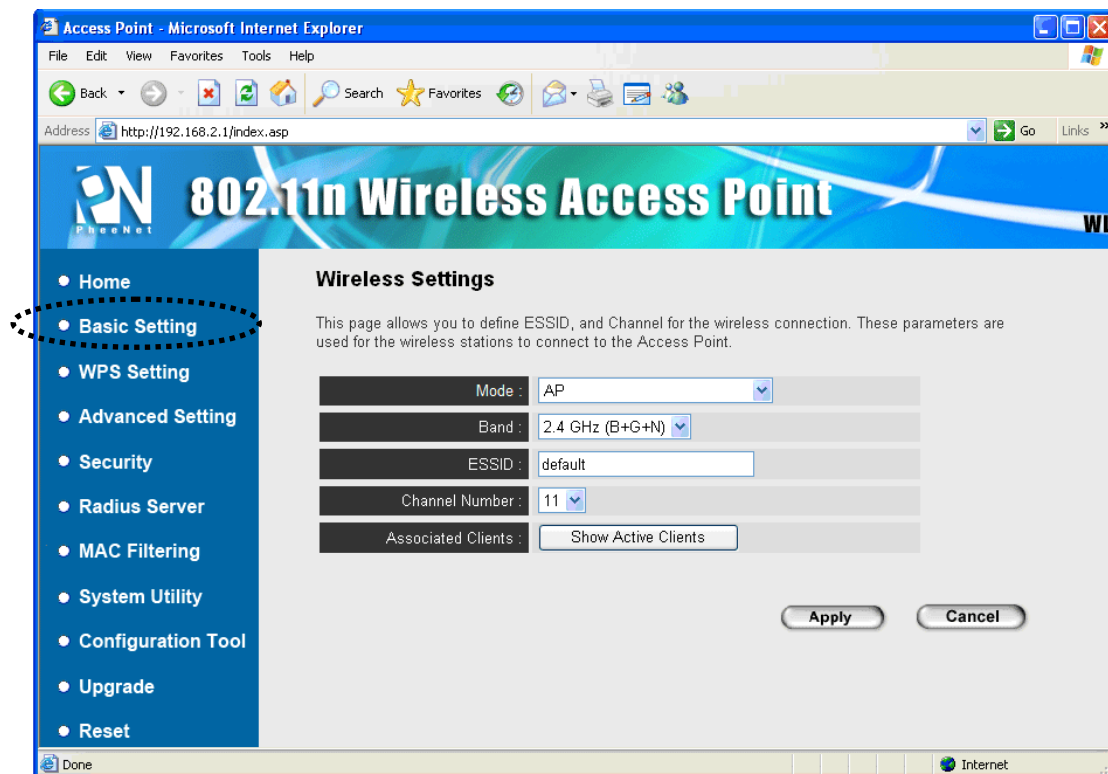 Access Point - Microsoft Internet Explorer
File Edit View Favorites Tools Help
Back Search Favorites
Address http://192.168.2.1/index.asp Go Links »
PN
PheeNet
802.11n Wireless Access Point
Home
Basic Setting
WPS Setting
Advanced Setting
Security
Radius Server
MAC Filtering
System Utility
Configuration Tool
Upgrade
Reset
Wireless Settings
This page allows you to define ESSID, and Channel for the wireless connection. These parameters are
used for the wireless stations to connect to the Access Point.
Mode : AP
Band : 2.4 GHz (B+G+N)
ESSID : default
Channel Number : 11
Associated Clients : Show Active Clients
Apply Cancel
Done Internet